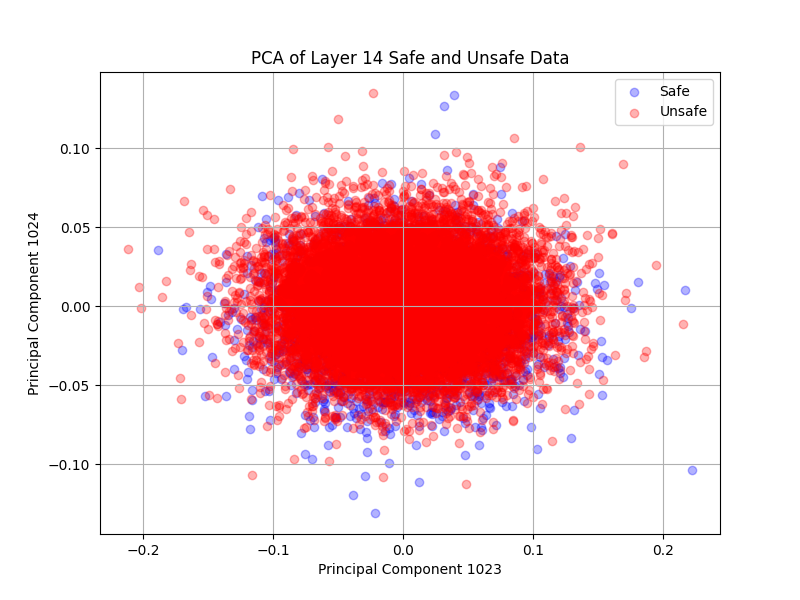 PCA of Layer 14 Safe and Unsafe Data
Safe
Unsafe
0.10
0.05
0.00
−0.05
−0.10
Principal Component 1024
−0.2
−0.1
0.0
0.1
0.2
Principal Component 1023